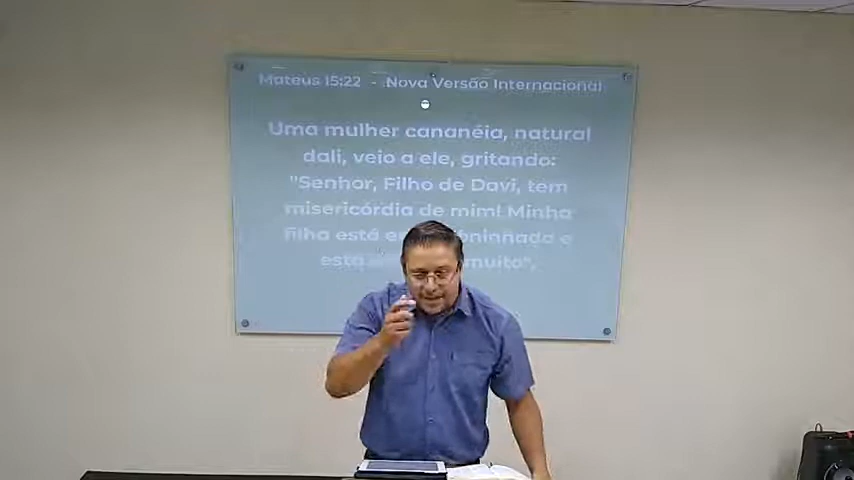 Mateus 15:22 - Nova Versão Internacional
Uma mulher cananéia, natural
dali, veio a ele, gritando:
"Senhor, Filho de Davi, tem
misericórdia de mim! Minha
filha está
está muito".